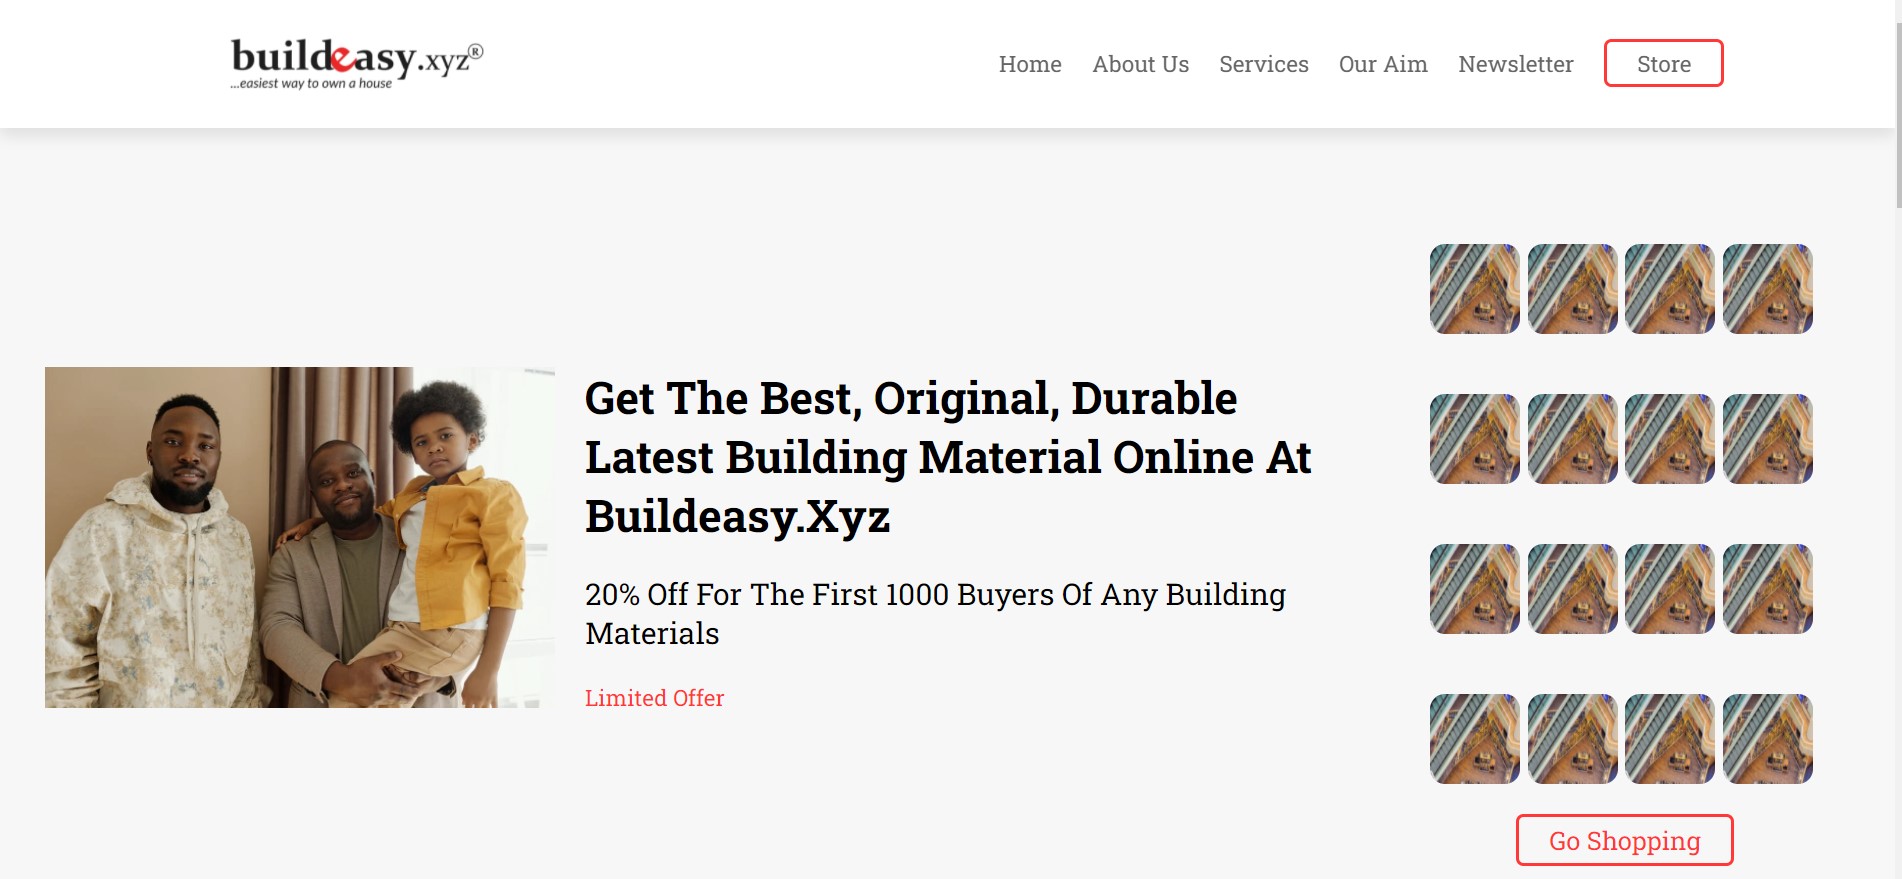 buildeasy.xyz®
...easiest way to own a house
Home About Us Services Our Aim Newsletter Store
Get The Best, Original, Durable
Latest Building Material Online At
Buildeasy.Xyz
20% Off For The First 1000 Buyers Of Any Building
Materials
Limited Offer
Go Shopping